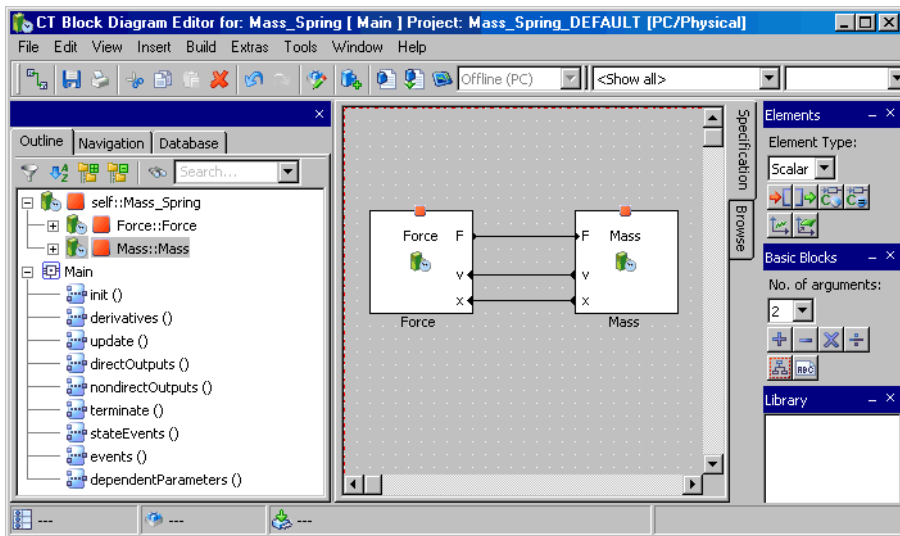 CT Block Diagram Editor for: Mass_Spring [ Main ] Project: Mass_Spring_DEFAULT [PC/Physical]
File Edit View Insert Build Extras Tools Window Help
Offline (PC) <Show all>
Outline Navigation Database
Search...
self::Mass_Spring
Force::Force
Mass::Mass
Main
init ()
derivatives ()
update ()
directOutputs ()
nondirectOutputs ()
terminate ()
stateEvents ()
events ()
dependentParameters ()
Force F
V
X
Force
F Mass
V
X
Mass
Specification
Browse
Elements
Element Type:
Scalar
Basic Blocks
No. of arguments:
2
ABC
Library
---
---
---